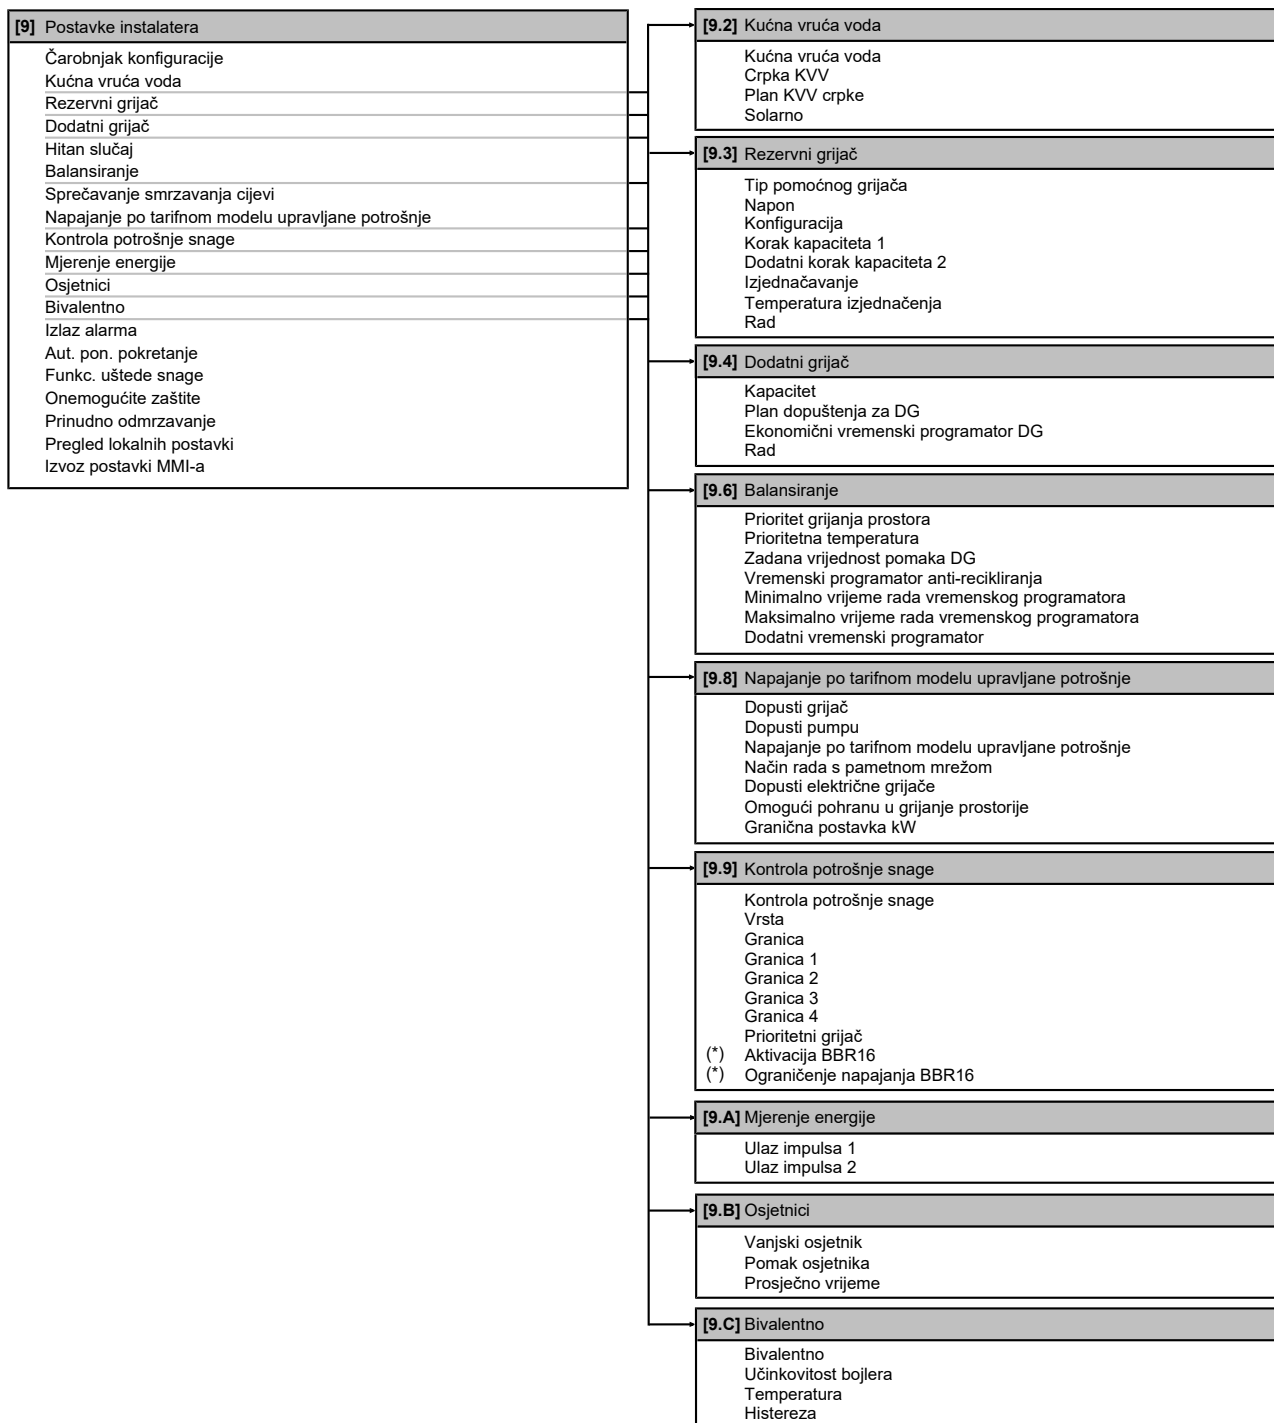 [9] Postavke instalatera
Čarobnjak konfiguracije
Kućna vruća voda
Rezervni grijač
Dodatni grijač
Hitan slučaj
Balansiranje
Sprečavanje smrzavanja cijevi
Napajanje po tarifnom modelu upravljane potrošnje
Kontrola potrošnje snage
Mjerenje energije
Osjetnici
Bivalentno
Izlaz alarma
Aut. pon. pokretanje
Funkc. uštede snage
Onemogućite zaštite
Prinudno odmrzavanje
Pregled lokalnih postavki
Izvoz postavki MMI-a
[9.2] Kućna vruća voda
Kućna vruća voda
Crpka KVV
Plan KVV crpke
Solarno
[9.3] Rezervni grijač
Tip pomoćnog grijača
Napon
Konfiguracija
Korak kapaciteta 1
Dodatni korak kapaciteta 2
Izjednačavanje
Temperatura izjednačenja
Rad
[9.4] Dodatni grijač
Kapacitet
Plan dopuštenja za DG
Ekonomični vremenski programator DG
Rad
[9.6] Balansiranje
Prioritet grijanja prostora
Prioritetna temperatura
Zadana vrijednost pomaka DG
Vremenski programator anti-recikliranja
Minimalno vrijeme rada vremenskog programatora
Maksimalno vrijeme rada vremenskog programatora
Dodatni vremenski programator
[9.8] Napajanje po tarifnom modelu upravljane potrošnje
Dopusti grijač
Dopusti pumpu
Napajanje po tarifnom modelu upravljane potrošnje
Način rada s pametnom mrežom
Dopusti električne grijače
Omogući pohranu u grijanje prostorije
Granična postavka kW
[9.9] Kontrola potrošnje snage
Kontrola potrošnje snage
Vrsta
Granica
Granica 1
Granica 2
Granica 3
Granica 4
Prioritetni grijač
(*) Aktivacija BBR16
(*) Ograničenje napajanja BBR16
[9.A] Mjerenje energije
Ulaz impulsa 1
Ulaz impulsa 2
[9.B] Osjetnici
Vanjski osjetnik
Pomak osjetnika
Prosječno vrijeme
[9.C] Bivalentno
Bivalentno
Učinkovitost bojlera
Temperatura
Histereza